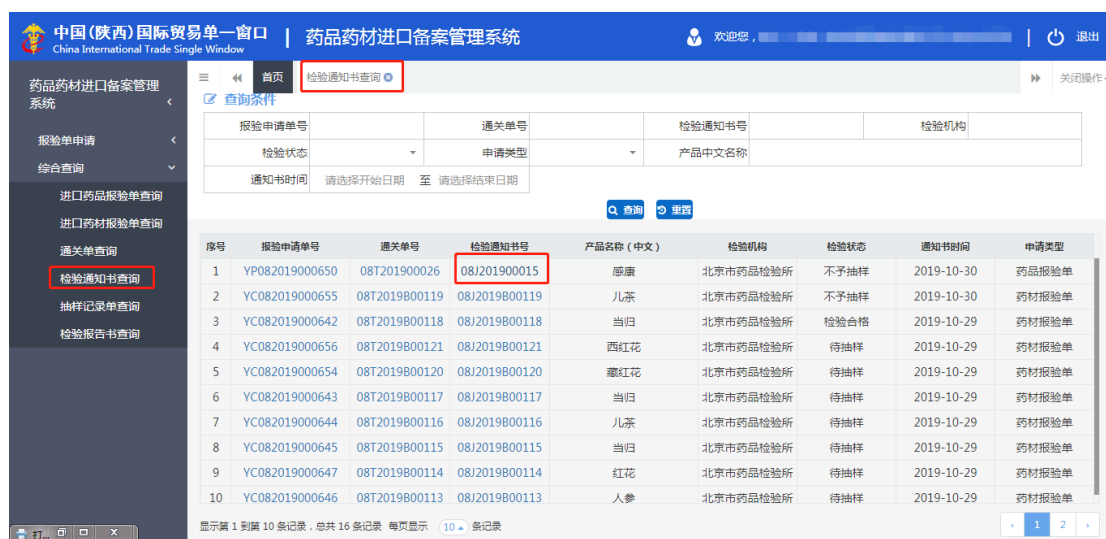 中国(陕西)国际贸易单一窗口 | 药品药材进口备案管理系统
China International Trade Single Window
欢迎您，
退出
药品药材进口备案管理系统
报验单申请
综合查询
进口药品报验单查询
进口药材报验单查询
通关单查询
检验通知书查询
抽样记录单查询
检验报告书查询
首页 检验通知书查询 关闭操作
查询条件
报验申请单号 通关单号 检验通知书号 检验机构
检验状态 申请类型 产品中文名称
通知书时间 请选择开始日期 至 请选择结束日期
查询 重置
序号 报验申请单号 通关单号 检验通知书号 产品名称（中文） 检验机构 检验状态 通知书时间 申请类型
1 YP082019000650 08T201900026 08J201900015 感康 北京市药品检验所 不予抽样 2019-10-30 药品报验单
2 YC082019000655 08T2019B00119 08J2019B00119 儿茶 北京市药品检验所 不予抽样 2019-10-30 药材报验单
3 YC082019000642 08T2019B00118 08J2019B00118 当归 北京市药品检验所 检验合格 2019-10-29 药材报验单
4 YC082019000656 08T2019B00121 08J2019B00121 西红花 北京市药品检验所 待抽样 2019-10-29 药材报验单
5 YC082019000654 08T2019B00120 08J2019B00120 藏红花 北京市药品检验所 待抽样 2019-10-29 药材报验单
6 YC082019000643 08T2019B00117 08J2019B00117 当归 北京市药品检验所 待抽样 2019-10-29 药材报验单
7 YC082019000644 08T2019B00116 08J2019B00116 儿茶 北京市药品检验所 待抽样 2019-10-29 药材报验单
8 YC082019000645 08T2019B00115 08J2019B00115 当归 北京市药品检验所 待抽样 2019-10-29 药材报验单
9 YC082019000647 08T2019B00114 08J2019B00114 红花 北京市药品检验所 待抽样 2019-10-29 药材报验单
10 YC082019000646 08T2019B00113 08J2019B00113 人参 北京市药品检验所 待抽样 2019-10-29 药材报验单
显示第 1 到第 10 条记录，总共 16 条记录 每页显示 10 条记录
1 2
打...